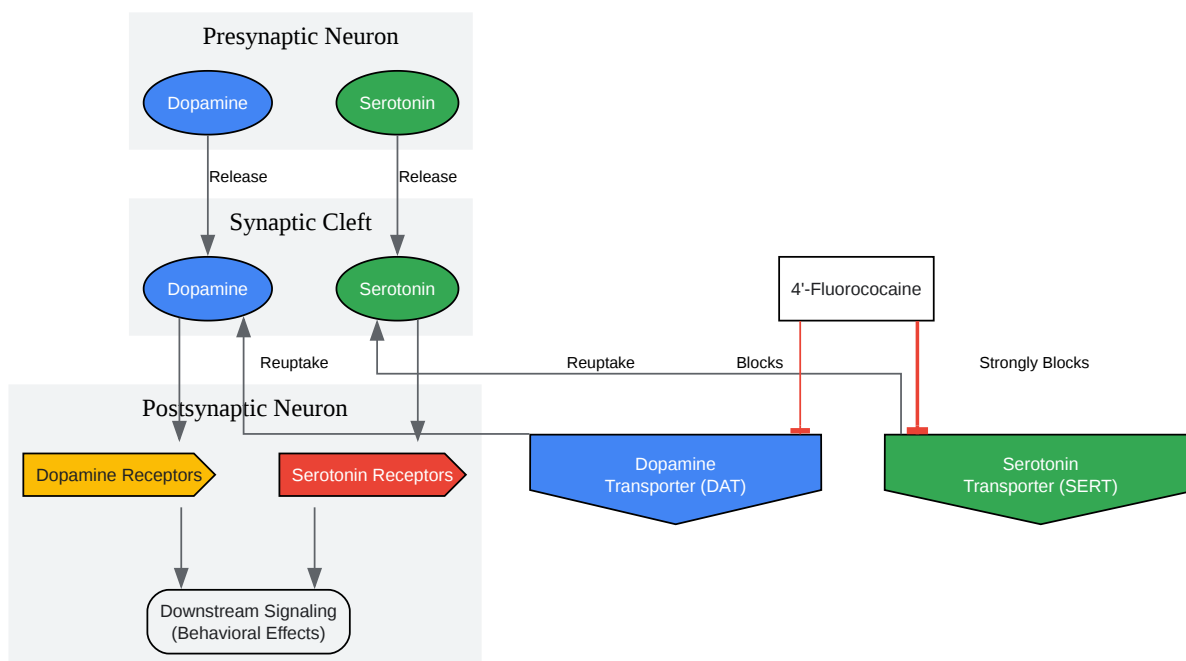 Presynaptic Neuron
Dopamine
Serotonin
Release
Release
Synaptic Cleft
Dopamine
Serotonin
4'-Fluorococaine
Reuptake
Reuptake
Blocks
Strongly Blocks
Postsynaptic Neuron
Dopamine Receptors
Serotonin Receptors
Dopamine
Transporter (DAT)
Serotonin
Transporter (SERT)
Downstream Signaling
(Behavioral Effects)